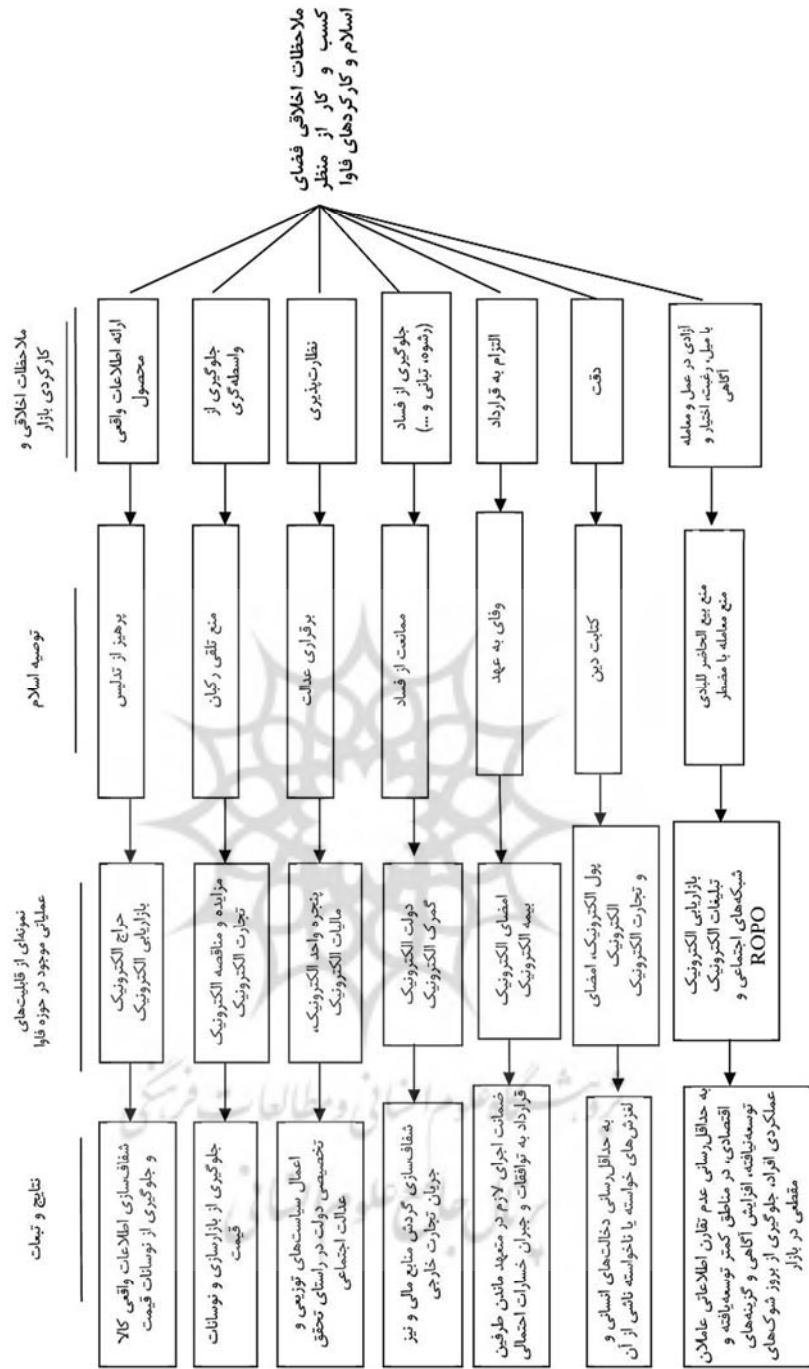 ملاحظات اخلاقی فضای
کسب و کار از منظر
اسلام و کارکردهای فاوا
ملاحظات اخلاقی و
کارکردی بازار
ارائه اطلاعات واقعی
محصول
جلوگیری از
واسطه‌گری
نظارت‌پذیری
جلوگیری از فساد
(رشوه، تبانی و ...)
التزام به قرارداد
دقت
آزادی در عمل و معامله
با میل، رغبت، اختیار و
آگاهی
توصیه اسلام
پرهیز از تدلیس
منع تلقی رکبان
برقراری عدالت
ممانعت از فساد
وفای به عهد
کتابت دین
منع بیع الحاضر للبادی
منع معامله با مضطر
نمونه‌ای از قابلیت‌های
عملیاتی موجود در حوزه فاوا
حراج الکترونیک
بازاریابی الکترونیک
مزایده و مناقصه الکترونیک
تجارت الکترونیک
پنجره واحد الکترونیک،
مالیات الکترونیک
دولت الکترونیک
گمرک الکترونیک
امضای الکترونیک
بیمه الکترونیک
پول الکترونیک، امضای
الکترونیک
و تجارت الکترونیک
بازاریابی الکترونیک
تبلیغات الکترونیک
شبکه‌های اجتماعی و
ROPO
نتایج و تبعات
شفاف‌سازی اطلاعات واقعی کالا
و جلوگیری از نوسانات قیمت
جلوگیری از بازارسازی و نوسانات
قیمت
اعمال سیاست‌های توزیعی و
تخصیصی دولت در راستای تحقق
عدالت اجتماعی
شفاف‌سازی گردش منابع مالی و نیز
جریان تجارت خارجی
ضمانت اجرای لازم در متعهد ماندن طرفین
قرارداد به توافقات و جبران خسارات احتمالی
به حداقل‌رسانی دخالت‌های انسانی و
لغزش‌های خواسته یا ناخواسته ناشی از آن
به حداقل‌رسانی عدم تقارن اطلاعاتی عاملان
اقتصادی، در مناطق کمتر توسعه‌یافته و
توسعه‌نیافته، افزایش آگاهی و گزینه‌های
عملکردی افراد، جلوگیری از بروز شوک‌های
مقطعی در بازار
پژوهشگاه علوم انسانی و مطالعات فرهنگی
پرتال جامع علوم انسانی